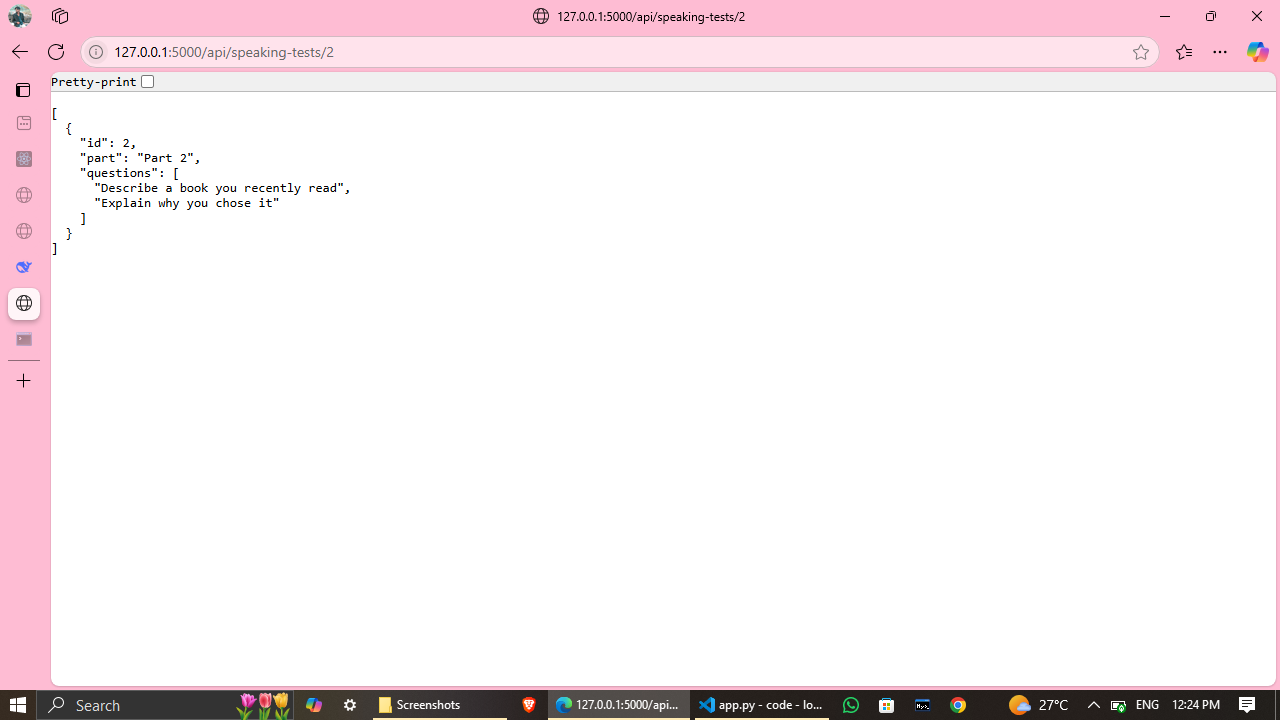 127.0.0.1:5000/api/speaking-tests/2
127.0.0.1:5000/api/speaking-tests/2
Pretty-print
[
  {
    "id": 2,
    "part": "Part 2",
    "questions": [
      "Describe a book you recently read",
      "Explain why you chose it"
    ]
  }
]
Search
Screenshots
127.0.0.1:5000/api...
app.py - code - lo...
27°C
ENG
12:24 PM